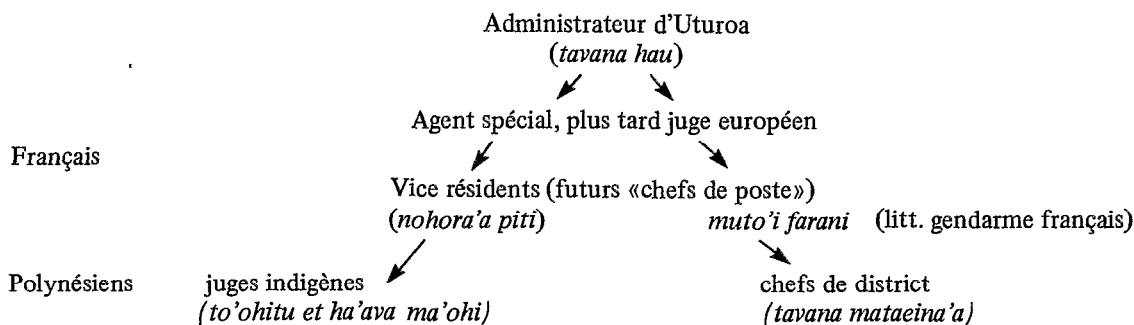 Administrateur d'Uturoa
(tavana hau)
Agent spécial, plus tard juge européen
Français
Vice résidents (futurs «chefs de poste»)
(nohora'a piti) muto'i farani (litt. gendarme français)
Polynésiens juges indigènes chefs de district
(to'ohitu et ha'ava ma'ohi) (tavana mataeina'a)